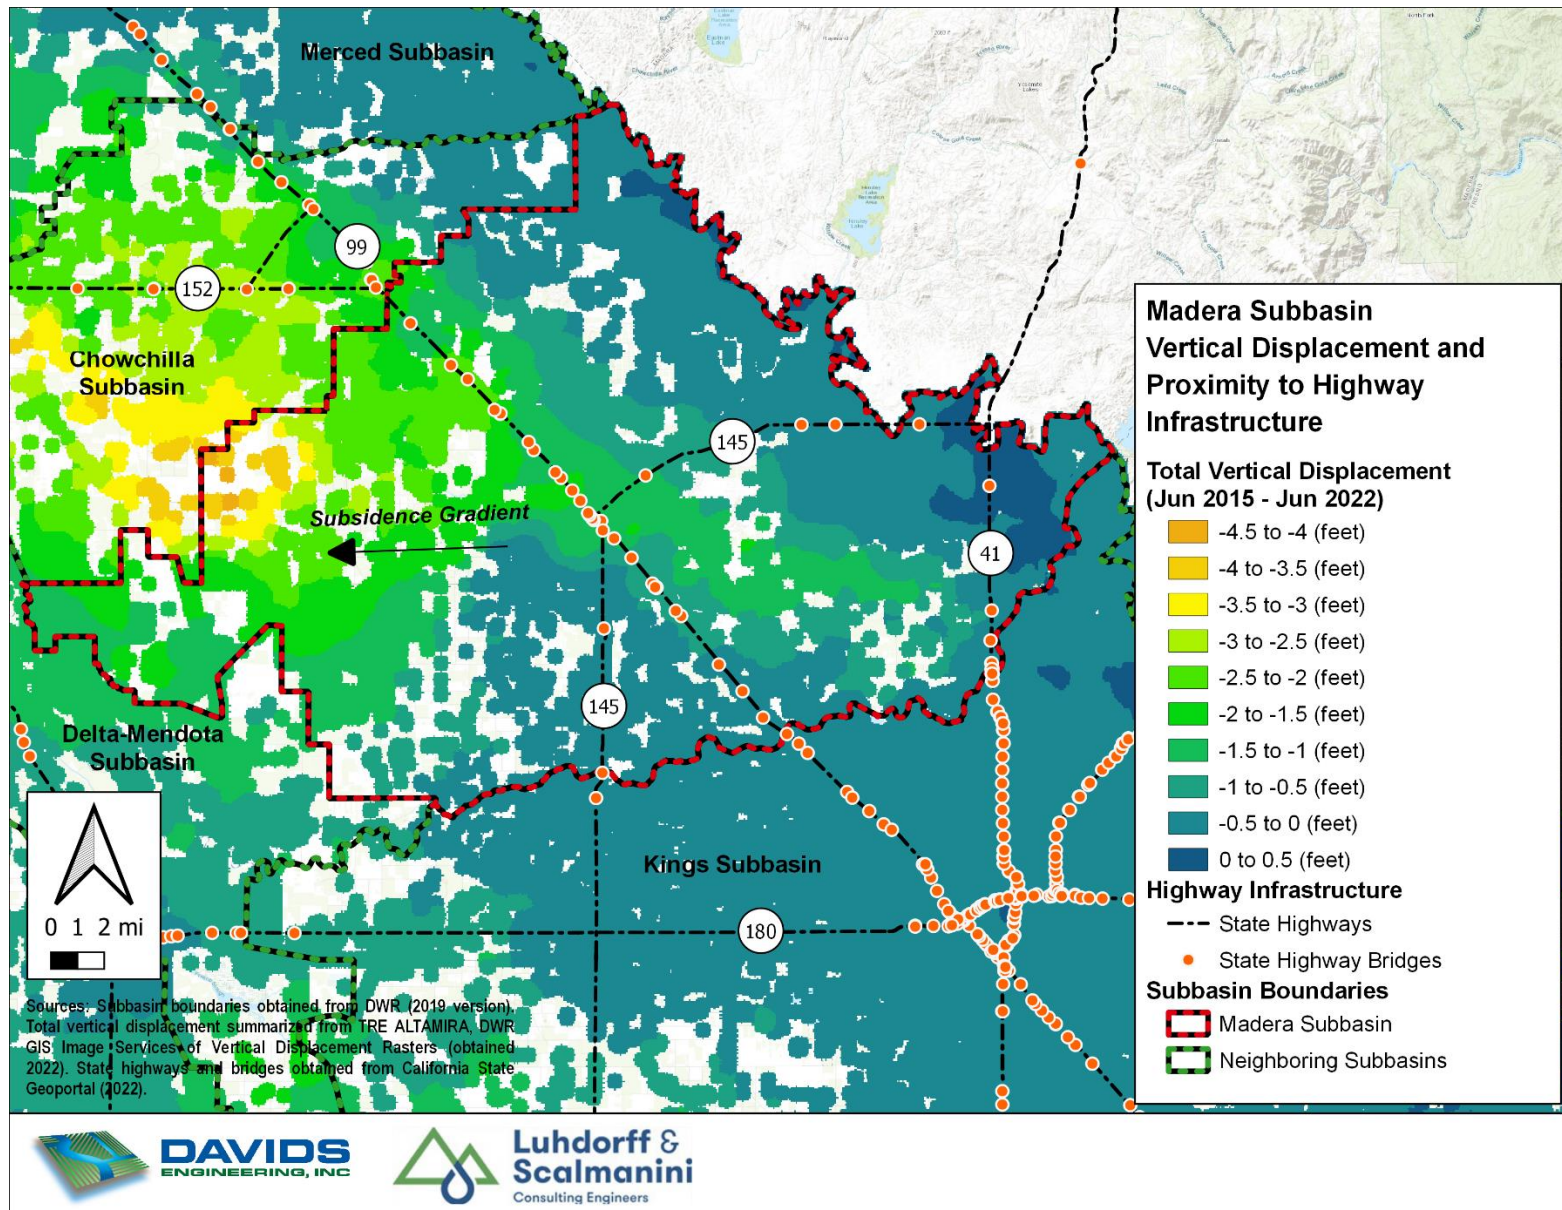 Merced Subbasin
99
152
Chowchilla
Subbasin
145
Subsidence Gradient
41
145
Delta-Mendota
Subbasin
Kings Subbasin
180
0 1 2 mi
Sources: Subbasin boundaries obtained from DWR (2019 version).
Total vertical displacement summarized from TRE ALTAMIRA, DWR
GIS Image Services of Vertical Displacement Rasters (obtained
2022). State highways and bridges obtained from California State
Geoportal (2022).
Madera Subbasin
Vertical Displacement and
Proximity to Highway
Infrastructure
Total Vertical Displacement
(Jun 2015 - Jun 2022)
-4.5 to -4 (feet)
-4 to -3.5 (feet)
-3.5 to -3 (feet)
-3 to -2.5 (feet)
-2.5 to -2 (feet)
-2 to -1.5 (feet)
-1.5 to -1 (feet)
-1 to -0.5 (feet)
-0.5 to 0 (feet)
0 to 0.5 (feet)
Highway Infrastructure
State Highways
State Highway Bridges
Subbasin Boundaries
Madera Subbasin
Neighboring Subbasins
DAVIDS
ENGINEERING, INC
Luhdorff &
Scalmanini
Consulting Engineers